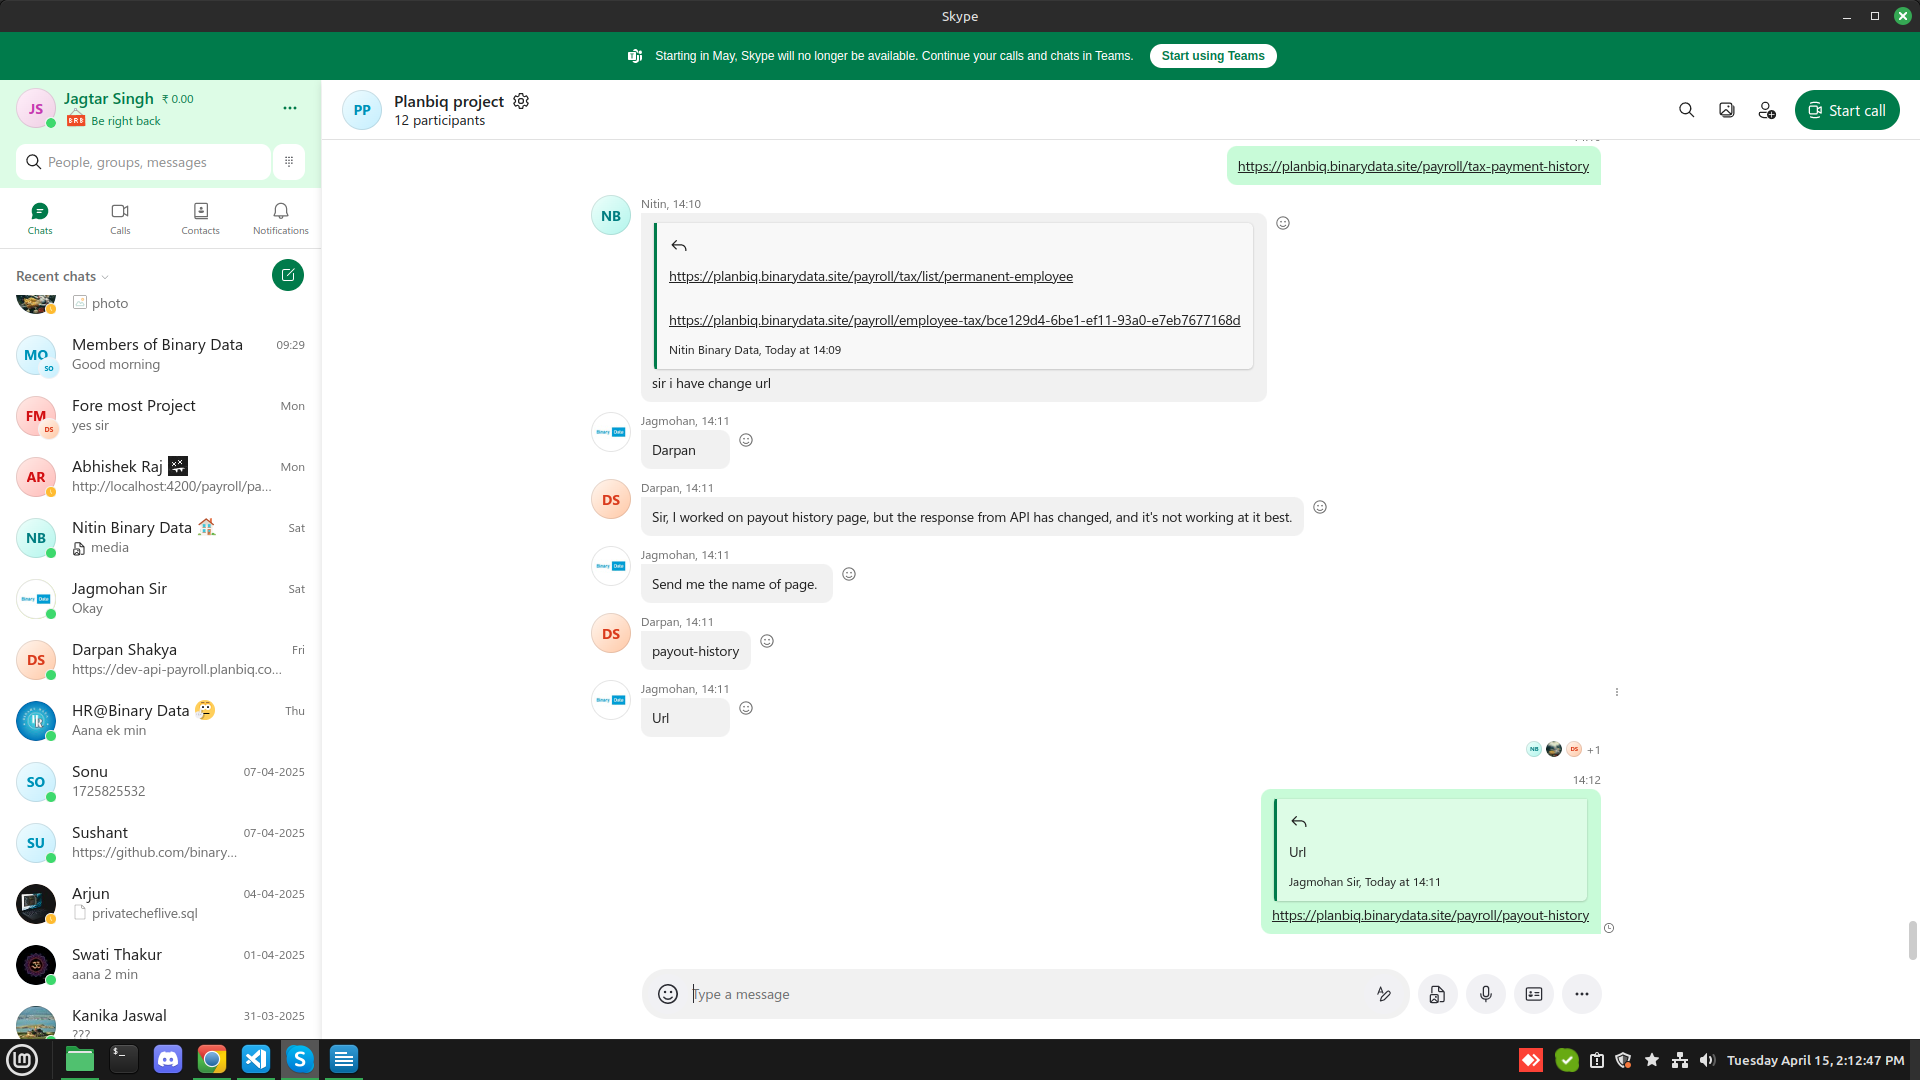 Skype
Starting in May, Skype will no longer be available. Continue your calls and chats in Teams.
Start using Teams
JS
Jagtar Singh
₹ 0.00
BRB
Be right back
People, groups, messages
Chats
Calls
Contacts
Notifications
Recent chats
photo
MO
SO
Members of Binary Data
09:29
Good morning
FM
DS
Fore most Project
Mon
yes sir
AR
Abhishek Raj
Mon
http://localhost:4200/payroll/pa...
NB
Nitin Binary Data
Sat
media
Binary Data
Jagmohan Sir
Sat
Okay
DS
Darpan Shakya
Fri
https://dev-api-payroll.planbiq.co...
HR@Binary Data
Thu
Aana ek min
SO
Sonu
07-04-2025
1725825532
SU
Sushant
07-04-2025
https://github.com/binary...
Arjun
04-04-2025
privatecheflive.sql
Swati Thakur
01-04-2025
aana 2 min
Kanika Jaswal
31-03-2025
???
PP
Planbiq project
12 participants
Start call
https://planbiq.binarydata.site/payroll/tax-payment-history
NB
Nitin, 14:10
https://planbiq.binarydata.site/payroll/tax/list/permanent-employee
https://planbiq.binarydata.site/payroll/employee-tax/bce129d4-6be1-ef11-93a0-e7eb7677168d
Nitin Binary Data, Today at 14:09
sir i have change url
Binary Data
Jagmohan, 14:11
Darpan
DS
Darpan, 14:11
Sir, I worked on payout history page, but the response from API has changed, and it's not working at it best.
Binary Data
Jagmohan, 14:11
Send me the name of page.
DS
Darpan, 14:11
payout-history
Binary Data
Jagmohan, 14:11
Url
NB
DS
+1
14:12
Url
Jagmohan Sir, Today at 14:11
https://planbiq.binarydata.site/payroll/payout-history
Type a message
Tuesday April 15, 2:12:47 PM